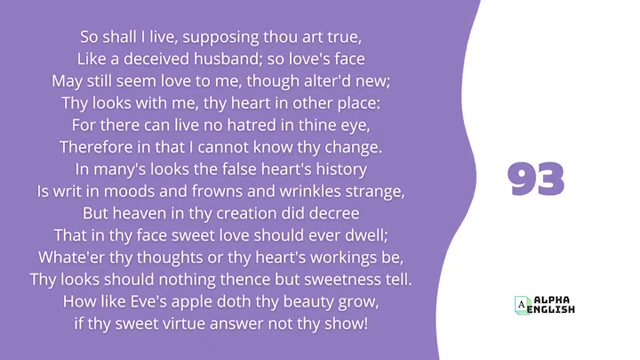 So shall I live, supposing thou art true,
Like a deceived husband; so love's face
May still seem love to me, though alter'd new;
Thy looks with me, thy heart in other place:
For there can live no hatred in thine eye,
Therefore in that I cannot know thy change.
In many's looks the false heart's history
Is writ in moods and frowns and wrinkles strange,
But heaven in thy creation did decree
That in thy face sweet love should ever dwell;
Whate'er thy thoughts or thy heart's workings be,
Thy looks should nothing thence but sweetness tell.
How like Eve's apple doth thy beauty grow,
if thy sweet virtue answer not thy show!
93
A
ALPHA
ENGLISH